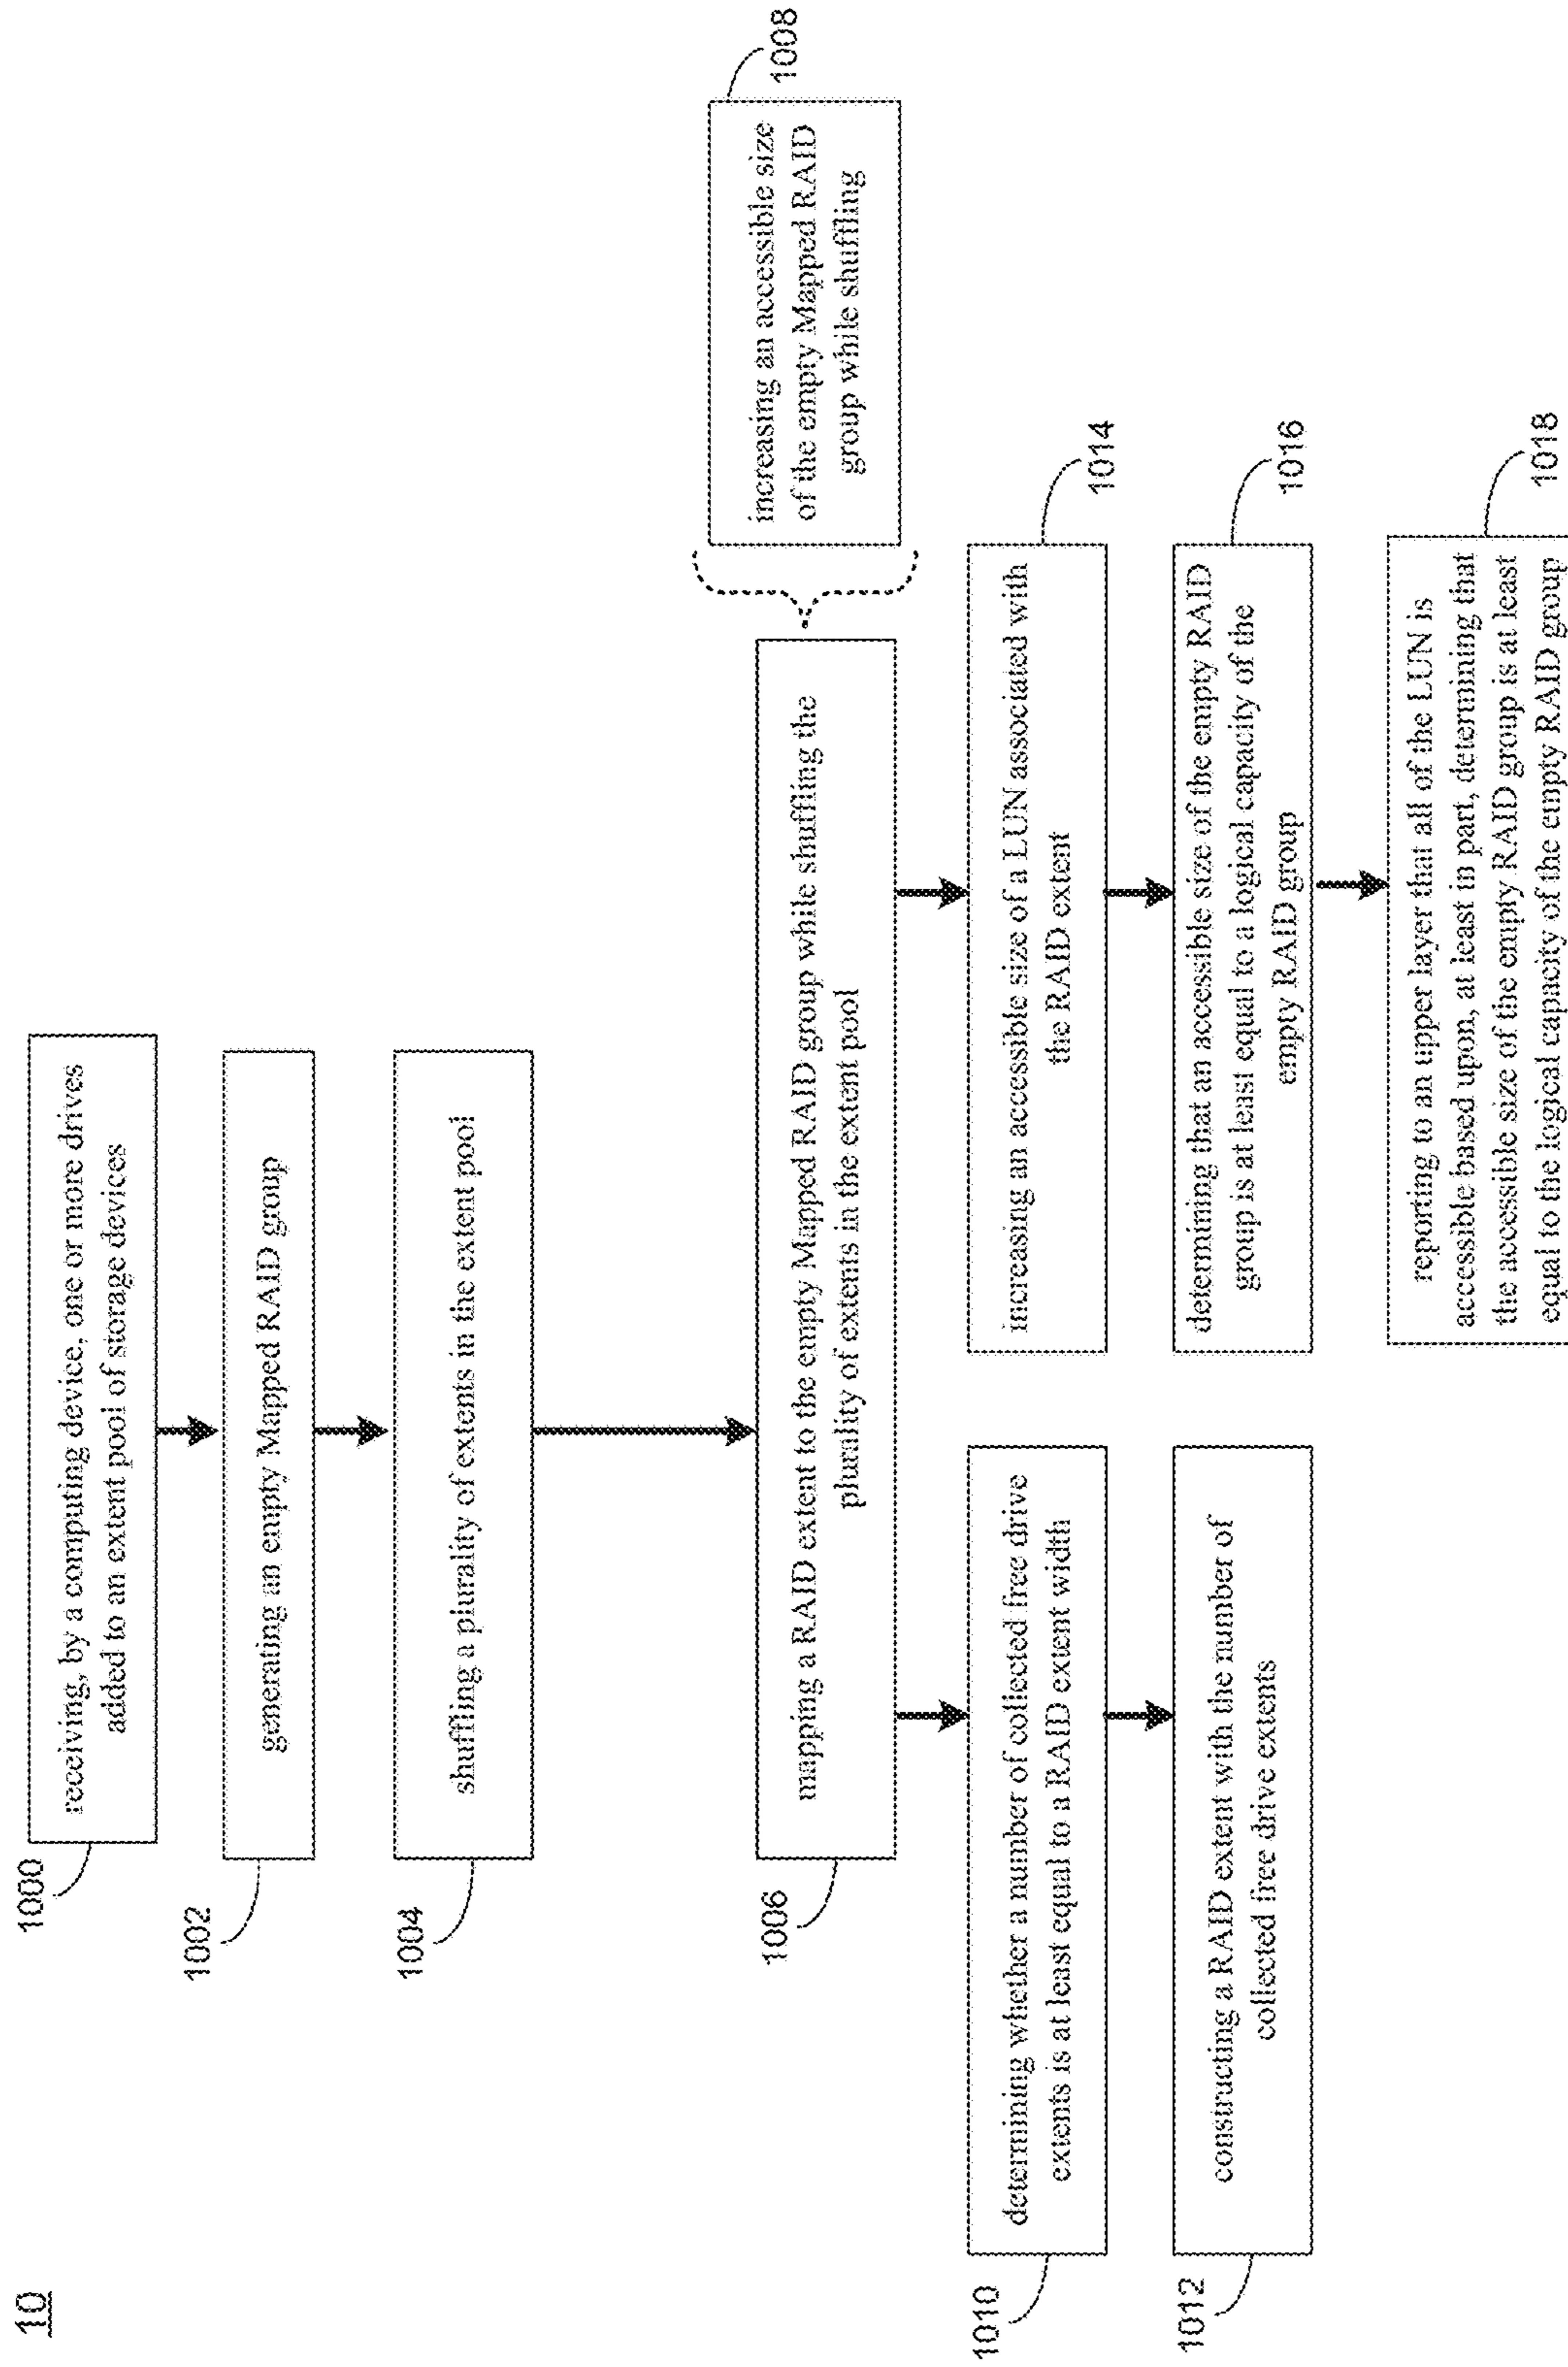 10
1000
receiving, by a computing device, one or more drives
added to an extent pool of storage devices
1002
generating an empty Mapped RAID group
1004
shuffling a plurality of extents in the extent pool
1006
mapping a RAID extent to the empty Mapped RAID group while shuffling the
plurality of extents in the extent pool
increasing an accessible size
of the empty Mapped RAID
group while shuffling
1008
1010
determining whether a number of collected free drive
extents is at least equal to a RAID extent width
1012
constructing a RAID extent with the number of
collected free drive extents
increasing an accessible size of a LUN associated with
the RAID extent
1014
determining that an accessible size of the empty RAID
group is at least equal to a logical capacity of the
empty RAID group
1016
reporting to an upper layer that all of the LUN is
accessible based upon, at least in part, determining that
the accessible size of the empty RAID group is at least
equal to the logical capacity of the empty RAID group
1018